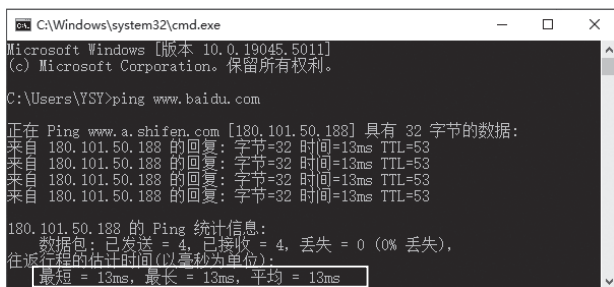 C:\Windows\system32\cmd.exe
Microsoft Windows [版本 10.0.19045.5011]
(c) Microsoft Corporation。保留所有权利。
C:\Users\YSY>ping www.baidu.com
正在 Ping www.a.shifen.com [180.101.50.188] 具有 32 字节的数据:
来自 180.101.50.188 的回复: 字节=32 时间=13ms TTL=53
来自 180.101.50.188 的回复: 字节=32 时间=13ms TTL=53
来自 180.101.50.188 的回复: 字节=32 时间=13ms TTL=53
来自 180.101.50.188 的回复: 字节=32 时间=13ms TTL=53
180.101.50.188 的 Ping 统计信息:
数据包: 已发送 = 4, 已接收 = 4, 丢失 = 0 (0% 丢失),
往返行程的估计时间(以毫秒为单位):
最短 = 13ms, 最长 = 13ms, 平均 = 13ms